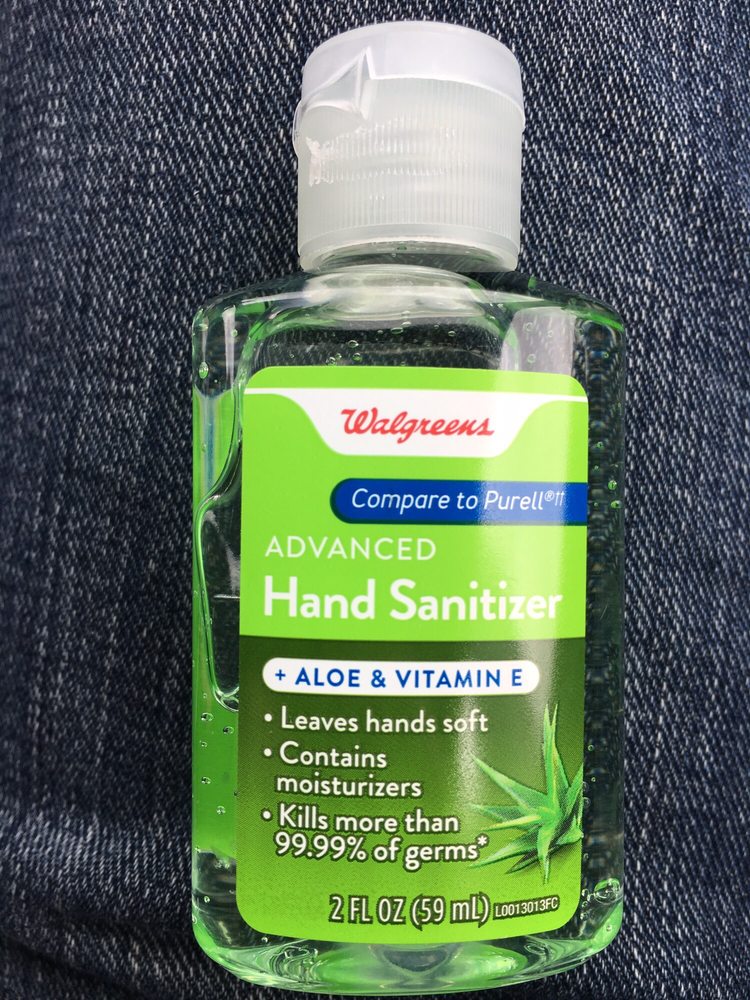 Walgreens
Compare to Purell®††
ADVANCED
Hand Sanitizer
+ ALOE & VITAMIN E
• Leaves hands soft
• Contains
moisturizers
• Kills more than
99.99% of germs*
2 FL OZ (59 mL) L0013013FC